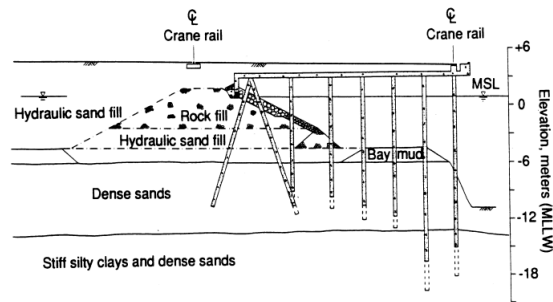 ℄
Crane rail
℄
Crane rail
+6
MSL
0
Hydraulic sand fill
Rock fill
Hydraulic sand fill
Bay mud
-6
Dense sands
-12
Stiff silty clays and dense sands
-18
Elevation, meters (MLLW)